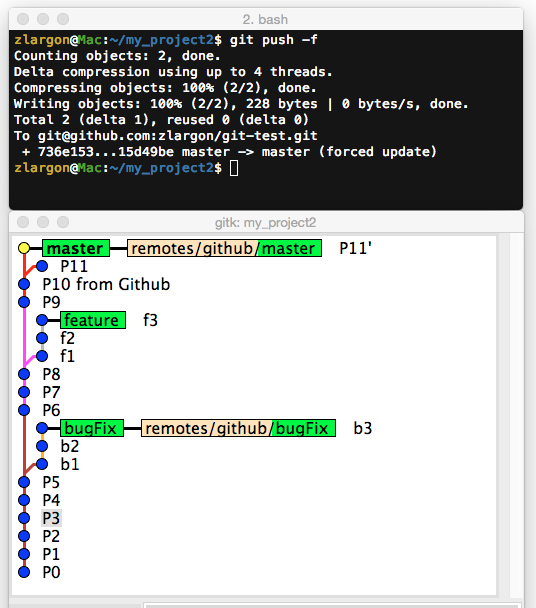 2. bash
zlargon@Mac:~/my_project2$ git push -f
Counting objects: 2, done.
Delta compression using up to 4 threads.
Compressing objects: 100% (2/2), done.
Writing objects: 100% (2/2), 228 bytes | 0 bytes/s, done.
Total 2 (delta 1), reused 0 (delta 0)
To git@github.com:zlargon/git-test.git
 + 736e153...15d49be master -> master (forced update)
zlargon@Mac:~/my_project2$
gitk: my_project2
master remotes/github/master P11'
P11
P10 from Github
P9
feature f3
f2
f1
P8
P7
P6
bugFix remotes/github/bugFix b3
b2
b1
P5
P4
P3
P2
P1
P0